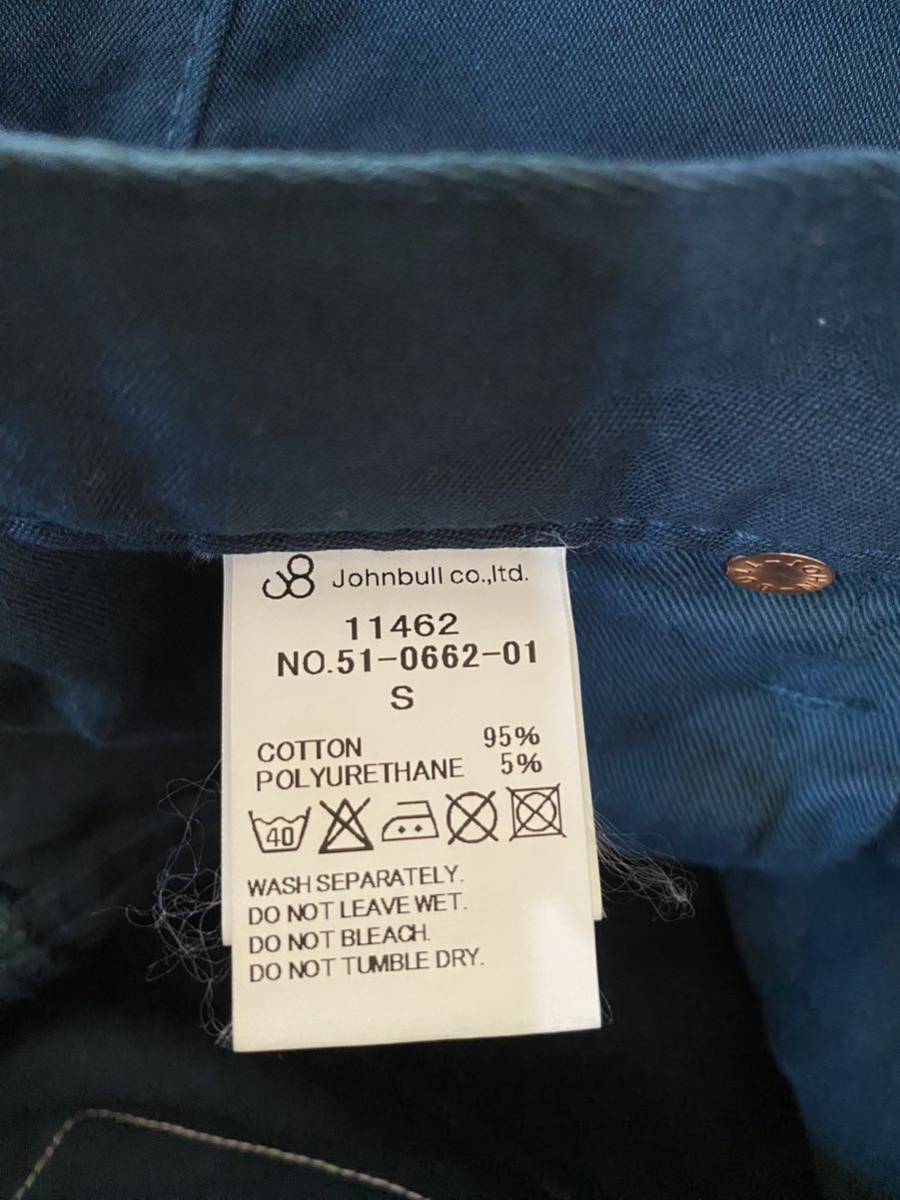 Johnbull co.,ltd.
11462
NO.51-0662-01
S
COTTON 95%
POLYURETHANE 5%
40
WASH SEPARATELY.
DO NOT LEAVE WET.
DO NOT BLEACH.
DO NOT TUMBLE DRY.